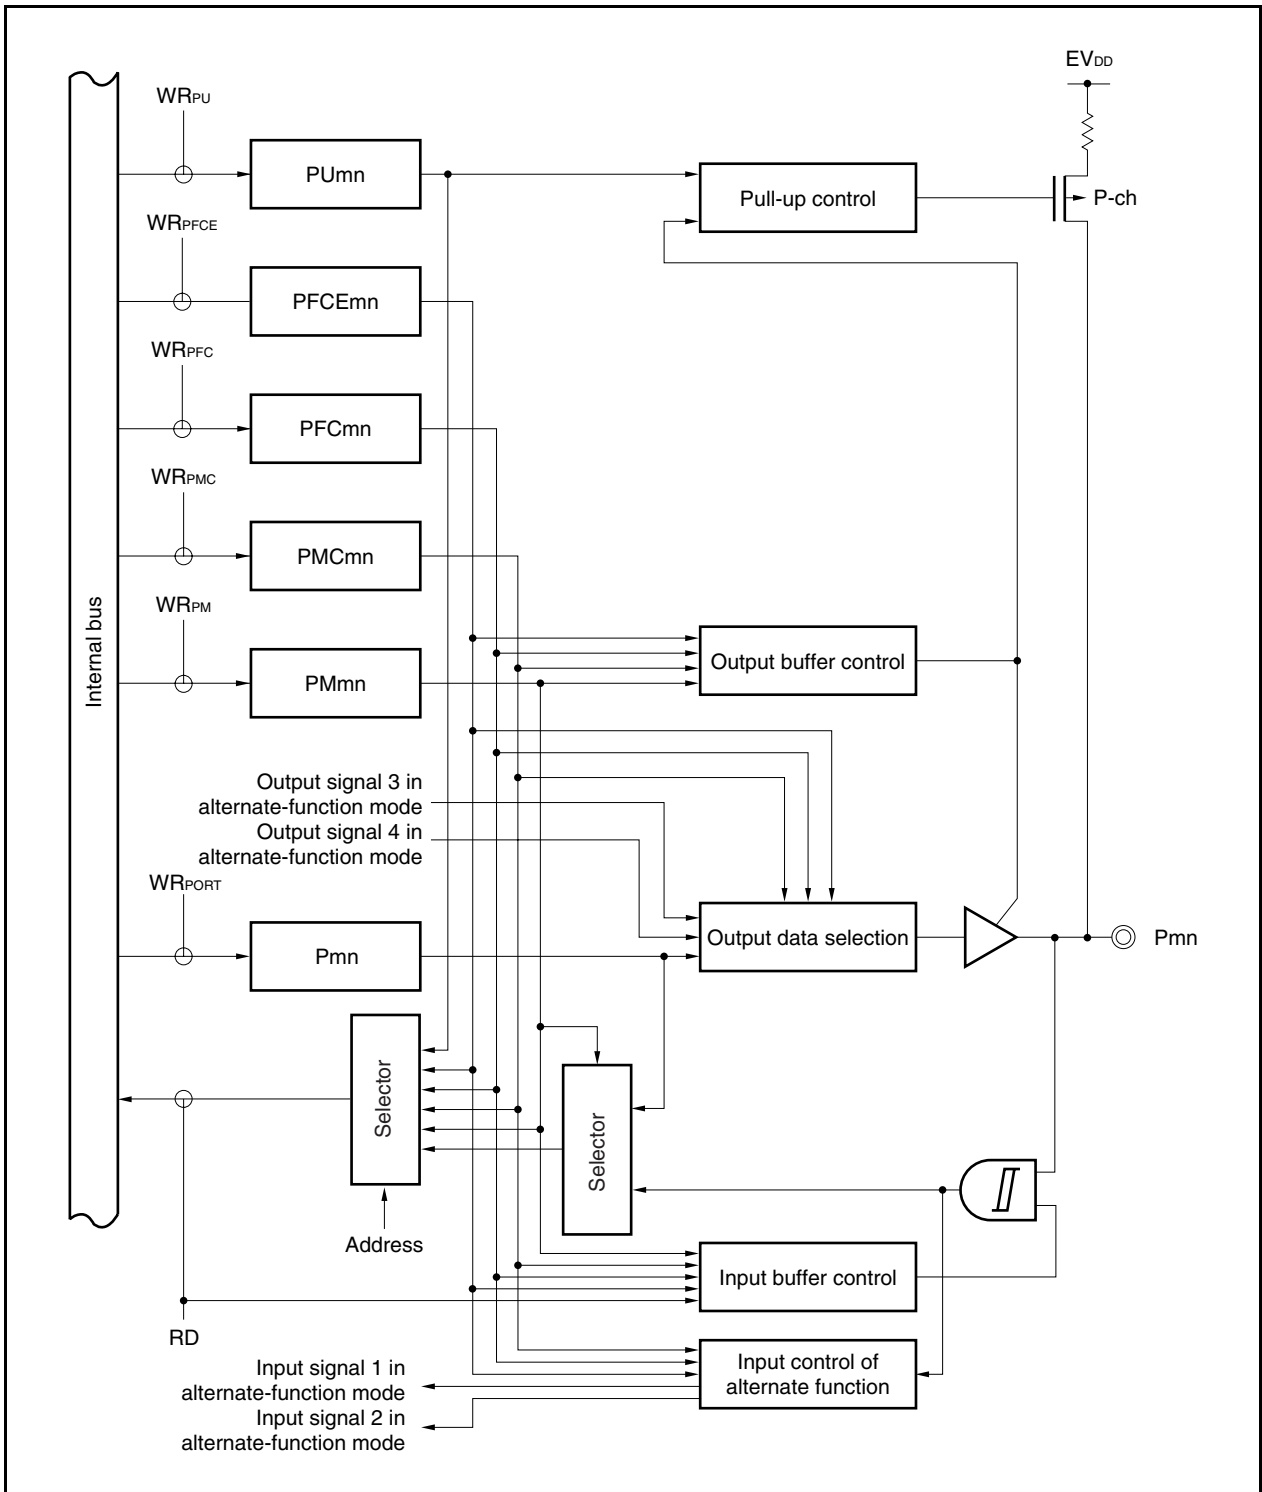 EVDD
WRPU
PUmn
Pull-up control
P-ch
WRPFCE
PFCEmn
WRPFC
PFCmn
WRPMC
PMCmn
WRPM
PMmn
Output buffer control
Internal bus
Output signal 3 in
alternate-function mode
Output signal 4 in
alternate-function mode
WRPORT
Pmn
Output data selection
Pmn
Selector
Selector
Address
Input buffer control
RD
Input control of
alternate function
Input signal 1 in
alternate-function mode
Input signal 2 in
alternate-function mode